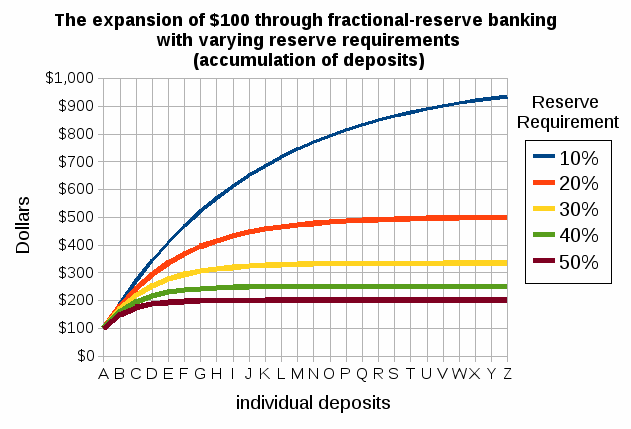 The expansion of $100 through fractional-reserve banking
with varying reserve requirements
(accumulation of deposits)
$1,000
$900
$800
$700
$600
$500
$400
$300
$200
$100
$0
Dollars
A B C D E F G H I J K L M N O P Q R S T U V W X Y Z
individual deposits
Reserve
Requirement
10%
20%
30%
40%
50%